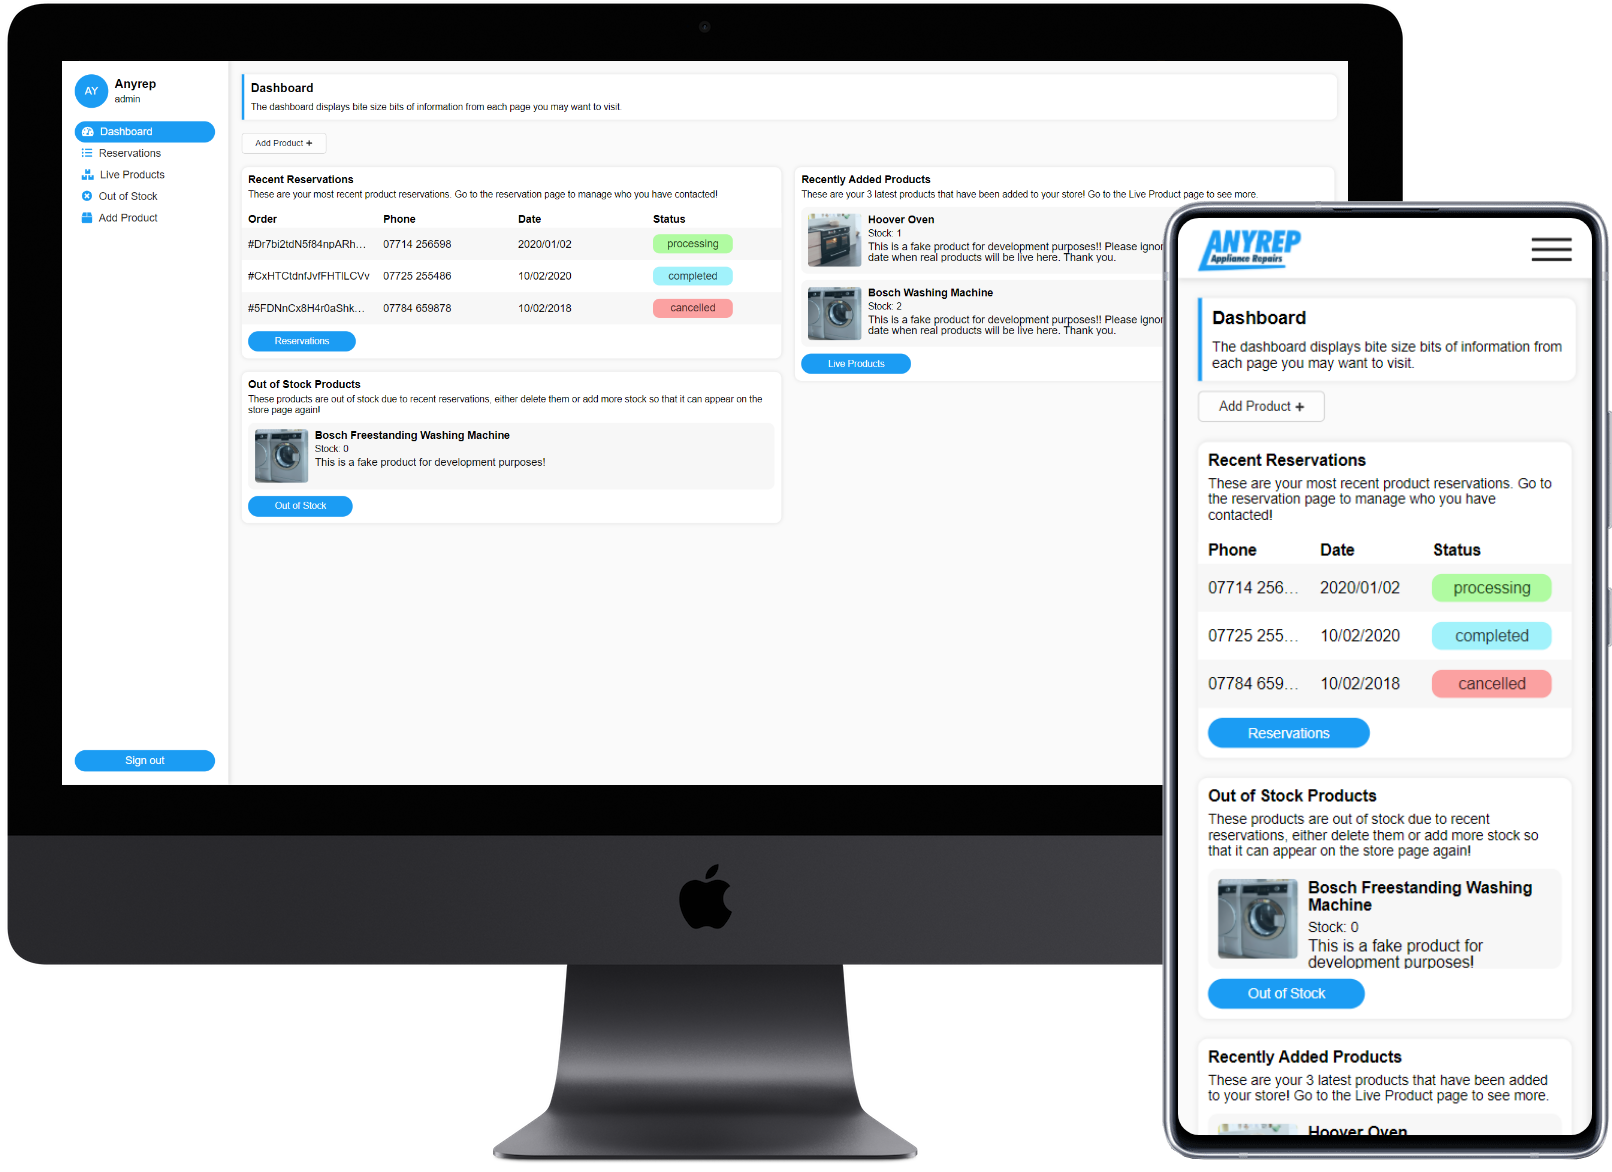 AY
Anyrep
admin
Dashboard
Reservations
Live Products
Out of Stock
Add Product
Sign out
Dashboard
The dashboard displays bite size bits of information from each page you may want to visit.
Add Product +
Recent Reservations
These are your most recent product reservations. Go to the reservation page to manage who you have contacted!
Order Phone Date Status
#Dr7bi2tdN5f84npARh... 07714 256598 2020/01/02 processing
#CxHTCtdnfJvfFHTILCVv 07725 255486 10/02/2020 completed
#5FDNnCx8H4r0aShk... 07784 659878 10/02/2018 cancelled
Reservations
Out of Stock Products
These products are out of stock due to recent reservations, either delete them or add more stock so that it can appear on the
store page again!
Bosch Freestanding Washing Machine
Stock: 0
This is a fake product for development purposes!
Out of Stock
Recently Added Products
These are your 3 latest products that have been added to your store! Go to the Live Product page to see more.
Hoover Oven
Stock: 1
This is a fake product for development purposes!! Please ignor
date when real products will be live here. Thank you.
Bosch Washing Machine
Stock: 2
This is a fake product for development purposes!! Please ignor
date when real products will be live here. Thank you.
Live Products
ANYREP
Appliance Repairs
Dashboard
The dashboard displays bite size bits of information from
each page you may want to visit.
Add Product +
Recent Reservations
These are your most recent product reservations. Go to
the reservation page to manage who you have
contacted!
Phone Date Status
07714 256... 2020/01/02 processing
07725 255... 10/02/2020 completed
07784 659... 10/02/2018 cancelled
Reservations
Out of Stock Products
These products are out of stock due to recent
reservations, either delete them or add more stock so
that it can appear on the store page again!
Bosch Freestanding Washing
Machine
Stock: 0
This is a fake product for
development purposes!
Out of Stock
Recently Added Products
These are your 3 latest products that have been added
to your store! Go to the Live Product page to see more.
Hoover Oven